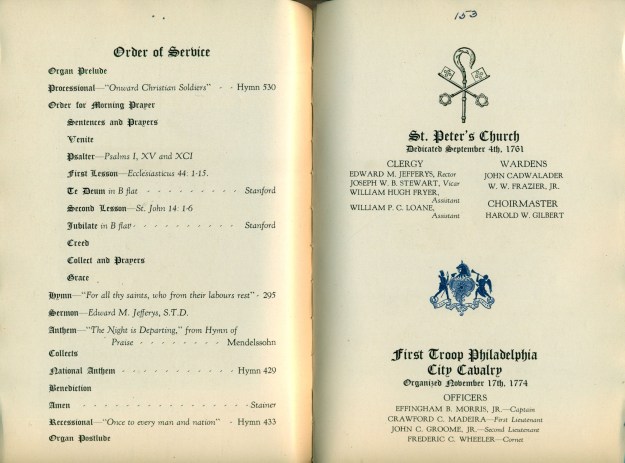 Order of Service
Organ Prelude
Processional—"Onward Christian Soldiers" - - Hymn 530
Order for Morning Prayer
Sentences and Prayers
Venite
Psalter—Psalms I, XV and XCI
First Lesson—Ecclesiasticus 44: 1-15.
Te Deum in B flat - - - - - - - - Stanford
Second Lesson—St. John 14: 1-6
Jubilate in B flat - - - - - - - - Stanford
Creed
Collect and Prayers
Grace
Hymn—"For all thy saints, who from their labours rest" - 295
Sermon—Edward M. Jefferys, S.T.D.
Anthem—"The Night is Departing," from Hymn of
Praise - - - - - - - - Mendelssohn
Collects
National Anthem - - - - - - - - Hymn 429
Benediction
Amen - - - - - - - - - - Stainer
Recessional—"Once to every man and nation" - Hymn 433
Organ Postlude
153
St. Peter's Church
Dedicated September 4th, 1761
CLERGY
EDWARD M. JEFFERYS, Rector
JOSEPH W. B. STEWART, Vicar
WILLIAM HUGH FRYER,
Assistant
WILLIAM P. C. LOANE,
Assistant
WARDENS
JOHN CADWALADER
W. W. FRAZIER, JR.
CHOIRMASTER
HAROLD W. GILBERT
First Troop Philadelphia
City Cavalry
Organized November 17th, 1774
OFFICERS
EFFINGHAM B. MORRIS, JR.—Captain
CRAWFORD C. MADEIRA—First Lieutenant
JOHN C. GROOME, JR.—Second Lieutenant
FREDERIC C. WHEELER—Cornet